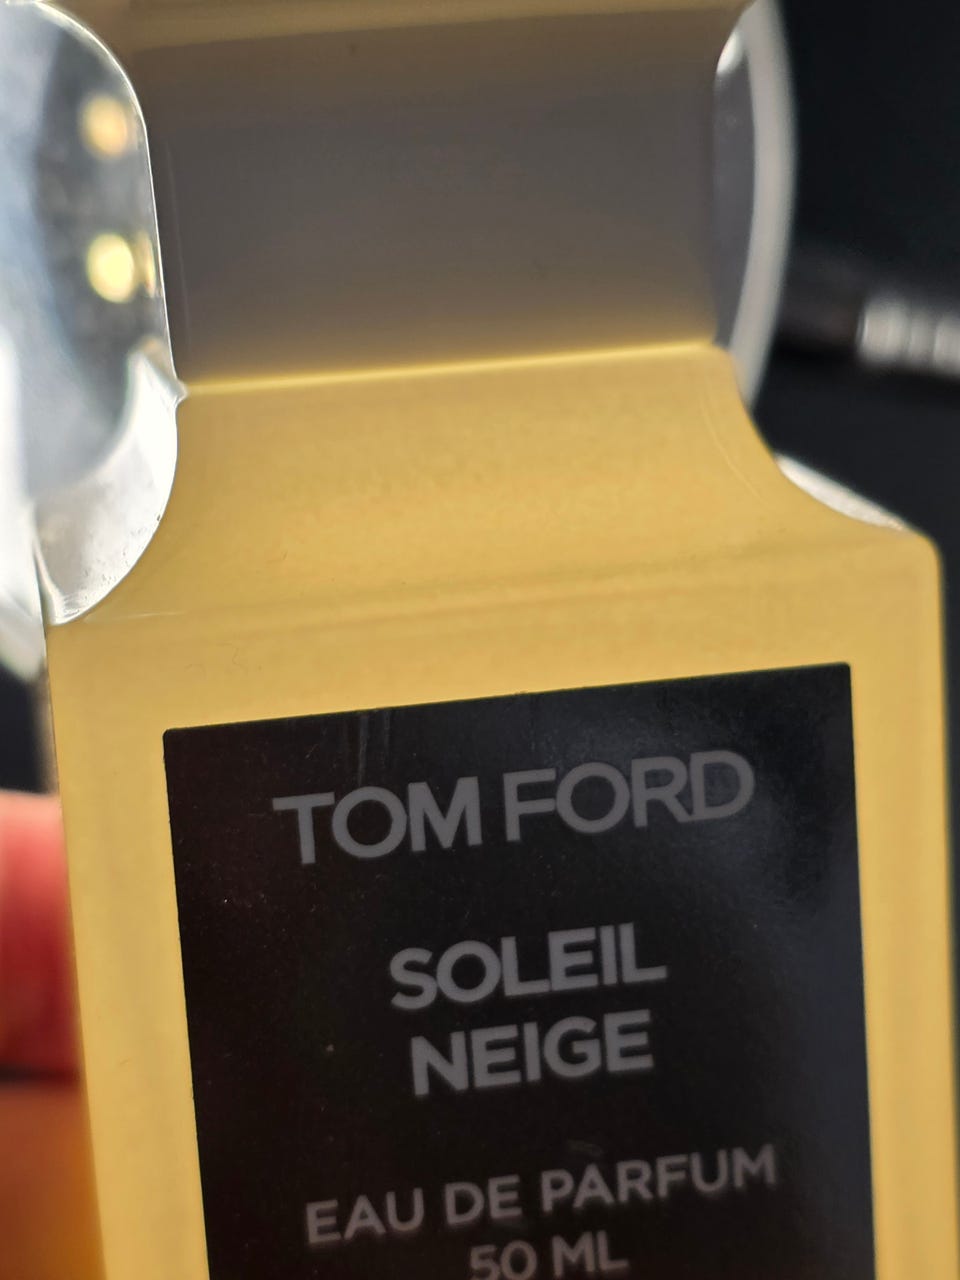 TOM FORD
SOLEIL
NEIGE
EAU DE PARFUM
50 ML